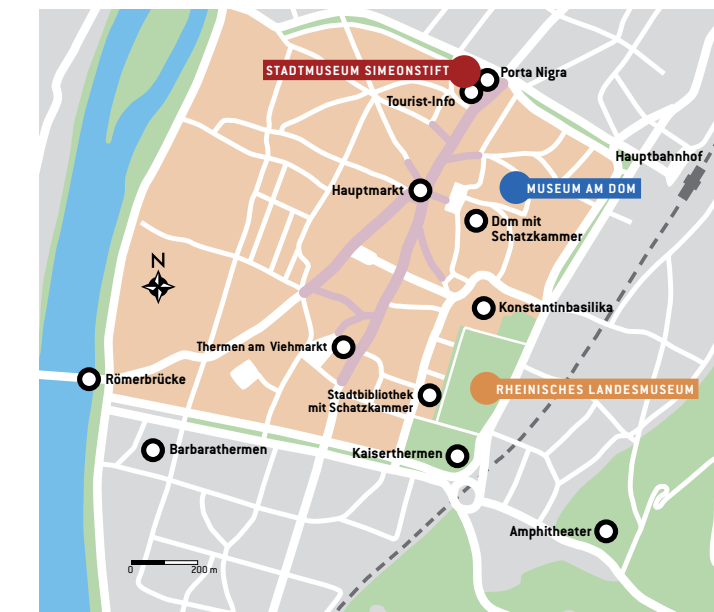 STADTMUSEUM SIMEONSTIFT
Porta Nigra
Tourist-Info
Hauptbahnhof
Hauptmarkt
MUSEUM AM DOM
Dom mit
Schatzkammer
N
Konstantinbasilika
Thermen am Viehmarkt
Römerbrücke
RHEINISCHES LANDESMUSEUM
Stadtbibliothek
mit Schatzkammer
Barbarathermen
Kaiserthermen
Amphitheater
0 200 m